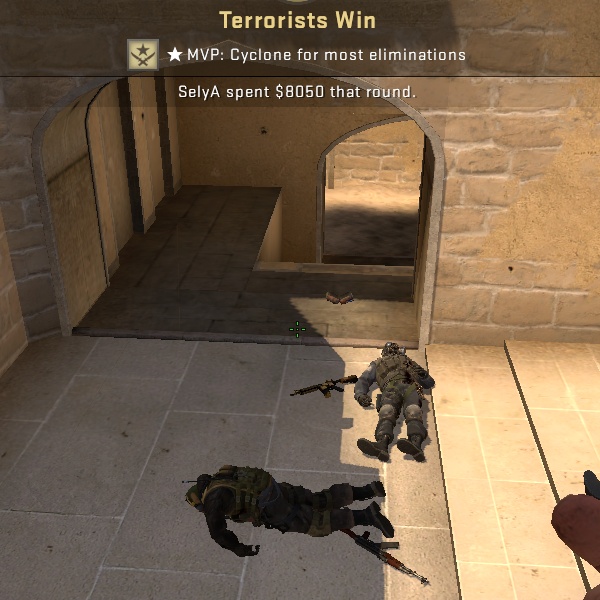 Terrorists Win
★ MVP: Cyclone for most eliminations
SelyA spent $8050 that round.